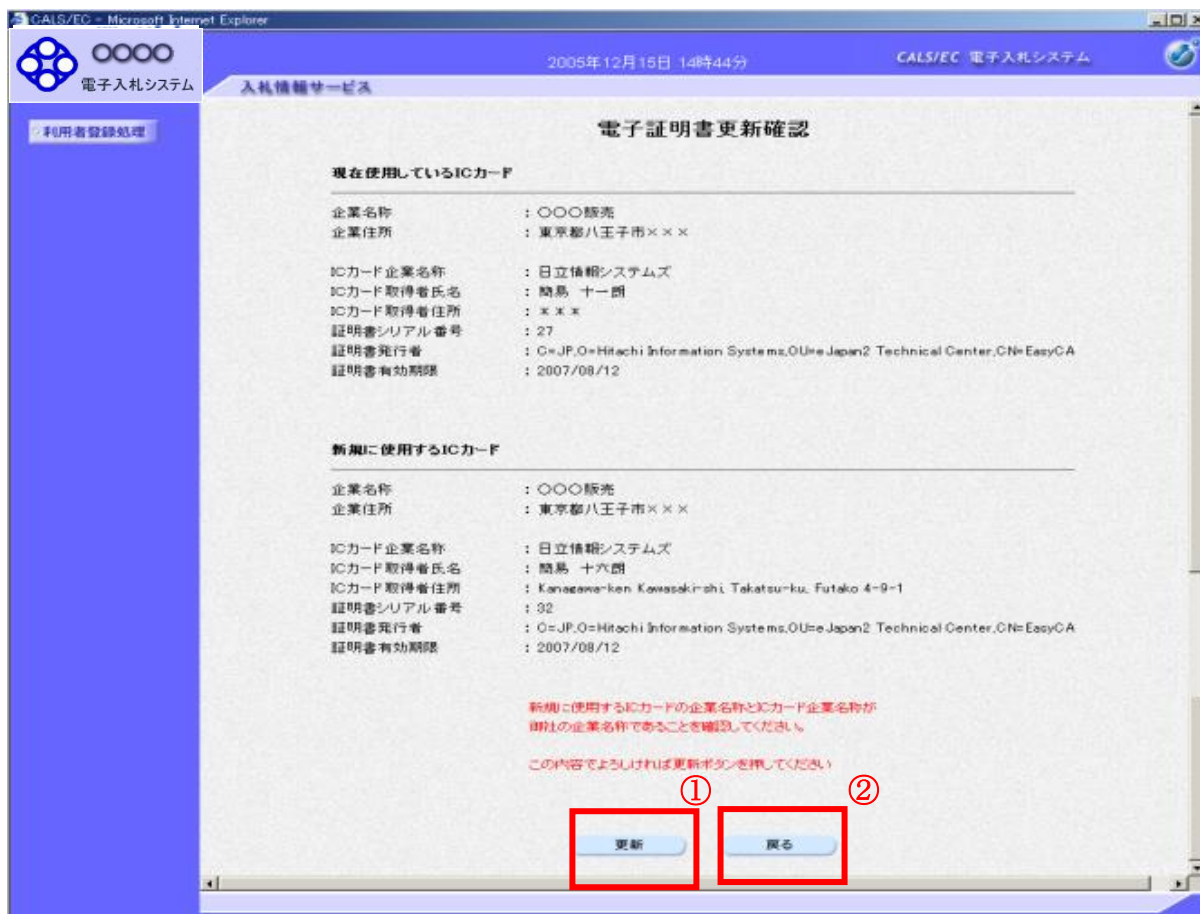 CALS/EC - Microsoft Internet Explorer
○○○○
電子入札システム
2005年12月15日 14時44分
CALS/EC 電子入札システム
入札情報サービス
利用者登録処理
電子証明書更新確認
現在使用しているICカード
企業名称 : ○○○販売
企業住所 : 東京都八王子市×××
ICカード企業名称 : 日立情報システムズ
ICカード取得者氏名 : 簡易 十一朗
ICカード取得者住所 : * * *
証明書シリアル番号 : 27
証明書発行者 : C=JP,O=Hitachi Information Systems,OU=eJapan2 Technical Center,CN=EasyCA
証明書有効期限 : 2007/08/12
新規に使用するICカード
企業名称 : ○○○販売
企業住所 : 東京都八王子市×××
ICカード企業名称 : 日立情報システムズ
ICカード取得者氏名 : 簡易 十六朗
ICカード取得者住所 : Kanagawa-ken Kawasaki-shi, Takatsu-ku, Futako 4-9-1
証明書シリアル番号 : 32
証明書発行者 : C=JP,O=Hitachi Information Systems,OU=eJapan2 Technical Center,CN=EasyCA
証明書有効期限 : 2007/08/12
新規に使用するICカードの企業名称とICカード企業名称が
御社の企業名称であることを確認してください。
この内容でよろしければ更新ボタンを押してください
① ②
更新 戻る